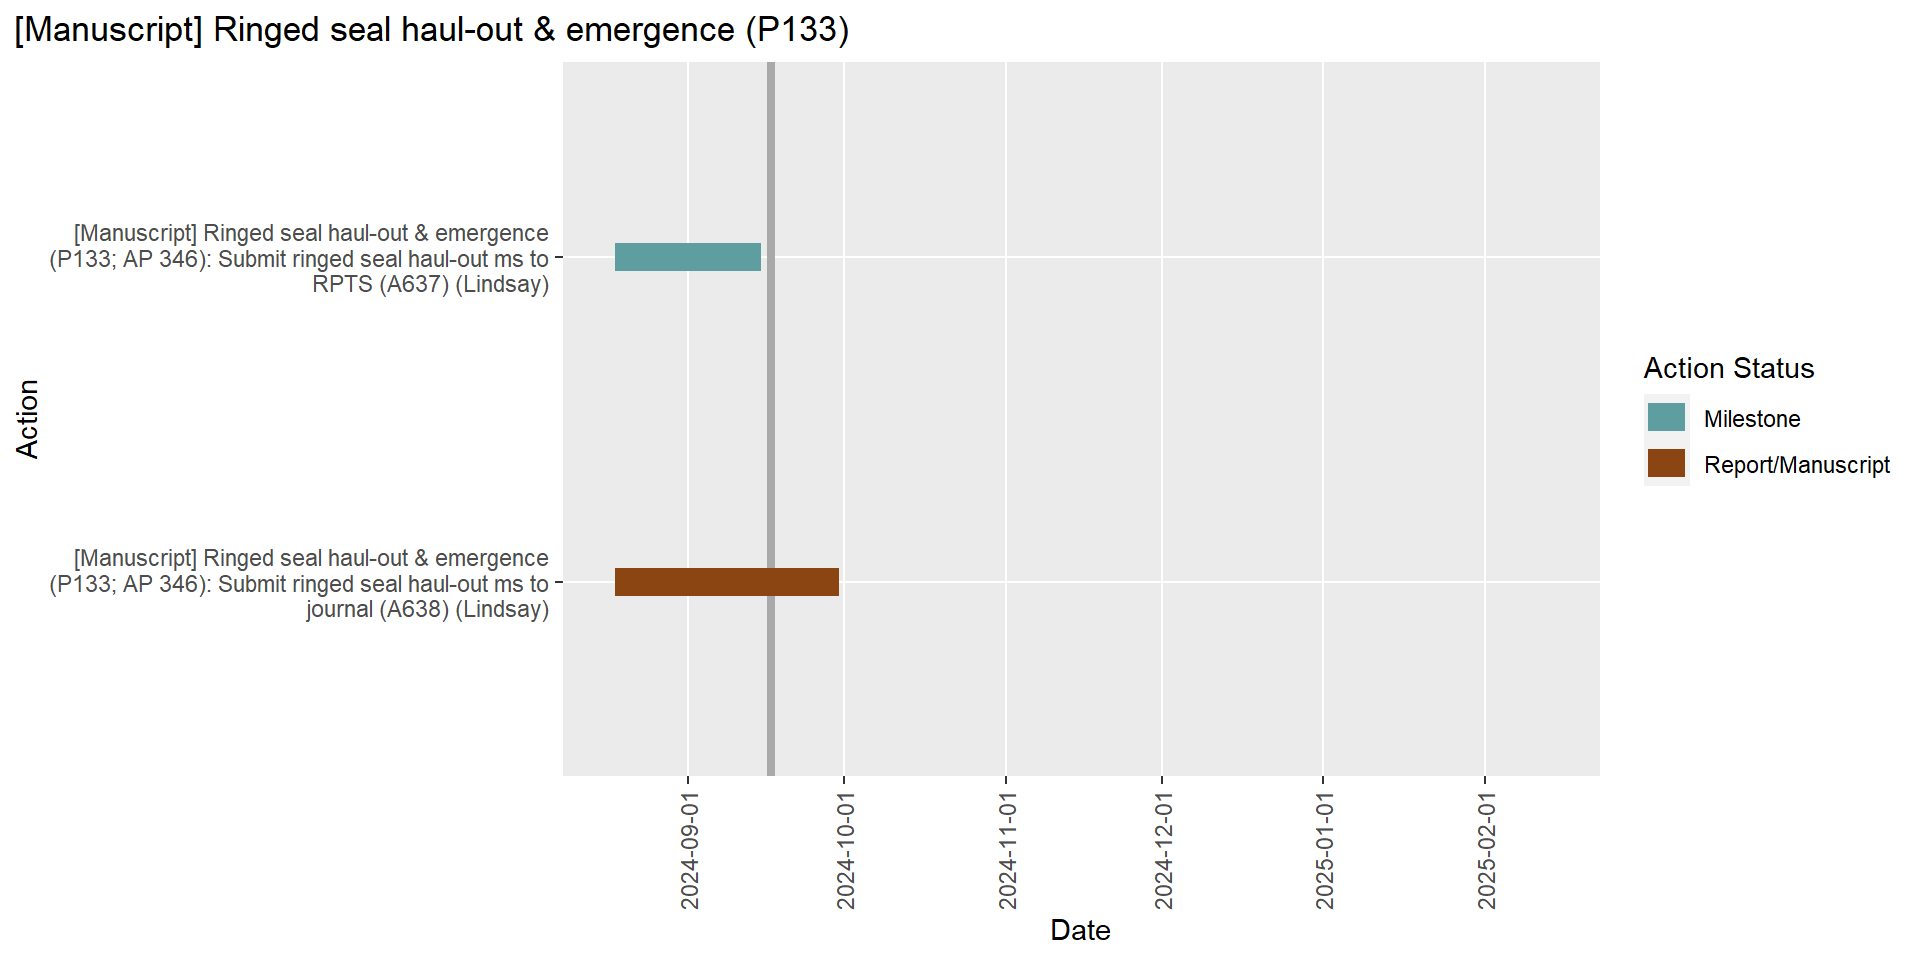 [Manuscript] Ringed seal haul-out & emergence (P133)
[Manuscript] Ringed seal haul-out & emergence
(P133; AP 346): Submit ringed seal haul-out ms to
RPTS (A637) (Lindsay)
[Manuscript] Ringed seal haul-out & emergence
(P133; AP 346): Submit ringed seal haul-out ms to
journal (A638) (Lindsay)
Action
2024-09-01
2024-10-01
2024-11-01
2024-12-01
2025-01-01
2025-02-01
Date
Action Status
Milestone
Report/Manuscript